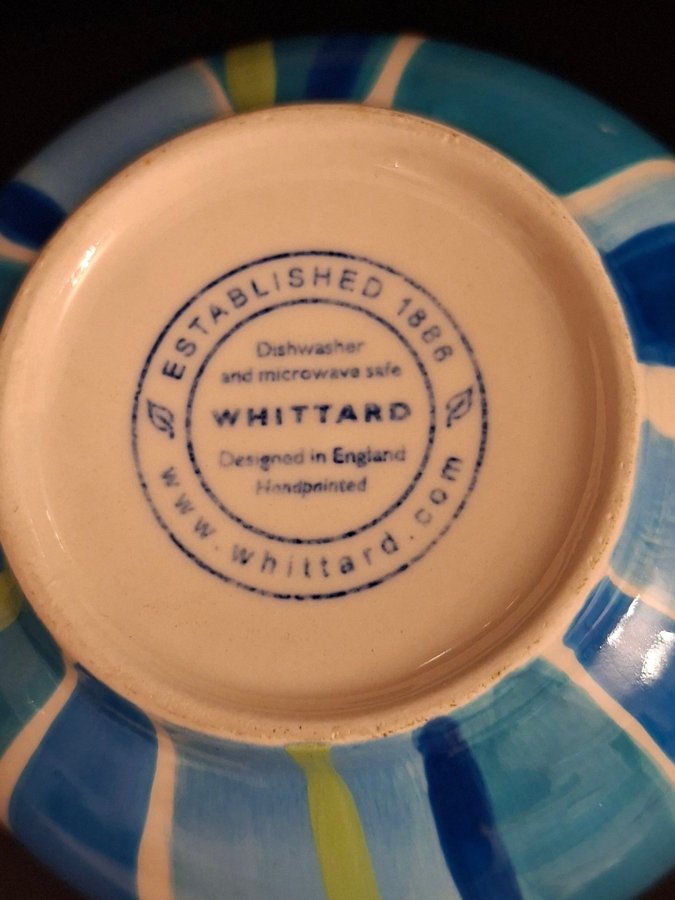 ESTABLISHED 1886
Dishwasher
and microwave safe
WHITTARD
Designed in England
Handpainted
www.whittard.com